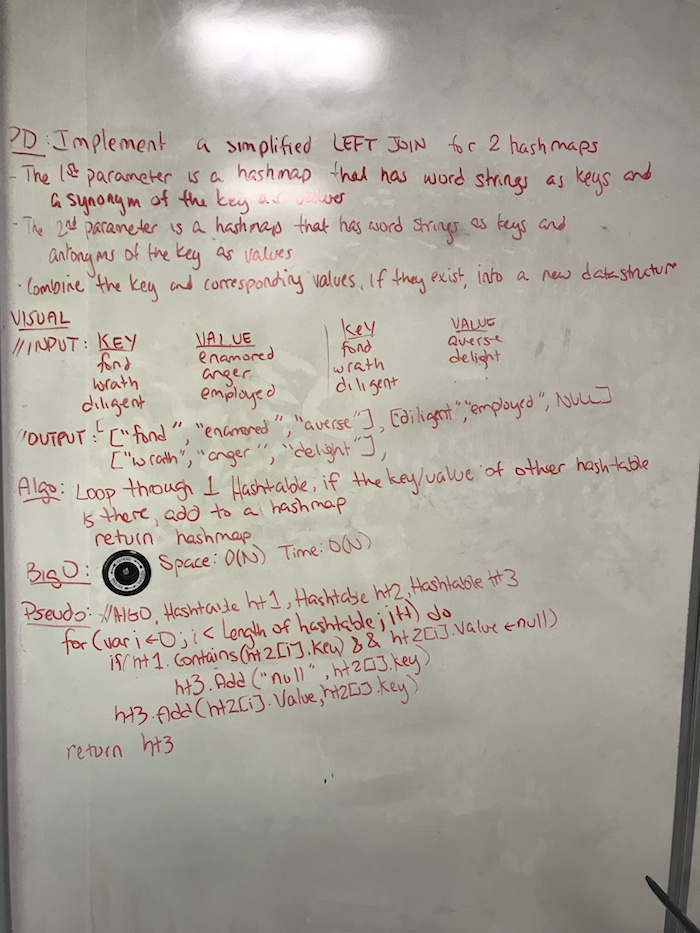 PD: Implement a simplified LEFT JOIN for 2 hashmaps
- The 1st parameter is a hashmap that has word strings as keys and
a synonym of the key as values
- The 2nd parameter is a hashmap that has word strings as keys and
antonyms of the key as values
- Combine the key and corresponding values, if they exist, into a new datastructure
VISUAL
//INPUT: KEY VALUE KEY VALUE
fond enamored fond averse
wrath anger wrath delight
diligent employed diligent
//OUTPUT: [["fond", "enamored", "averse"], [diligent", "employed", NULL]
["wrath", "anger", "delight"],
Algo: Loop through 1 Hashtable, if the key/value of other hashtable
is there, add to a hashmap
return hashmap
BigO: Space: O(N) Time: O(N)
Pseudo: //ALGO, Hashtable ht1, Hashtable ht2, Hashtable ht3
for (var i ← 0; i < Length of hashtable; i++) do
if(ht1.Contains(ht2[i].Key) && ht2[i].Value ← null)
ht3.Add("null", ht2[i].key)
ht3.Add(ht2[i].Value, ht2[i].key)
return ht3